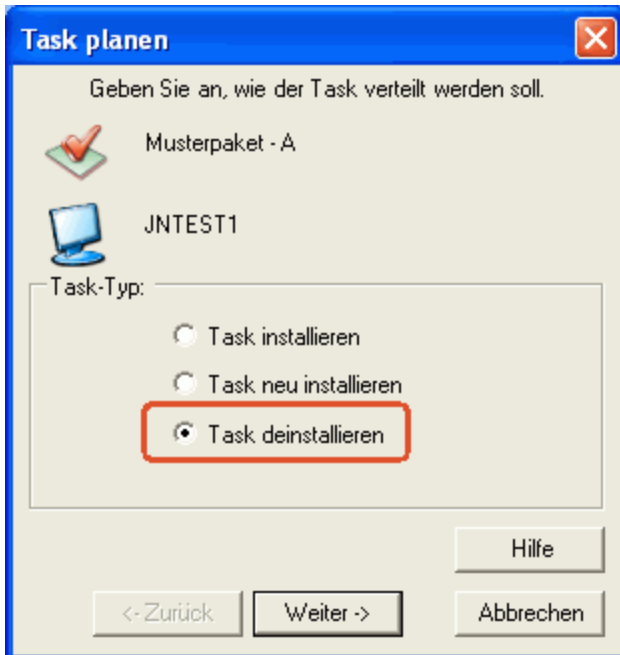 Task planen
Geben Sie an, wie der Task verteilt werden soll.
Musterpaket - A
JNTEST1
Task-Typ:
Task installieren
Task neu installieren
Task deinstallieren
Hilfe
<- Zurück
Weiter ->
Abbrechen